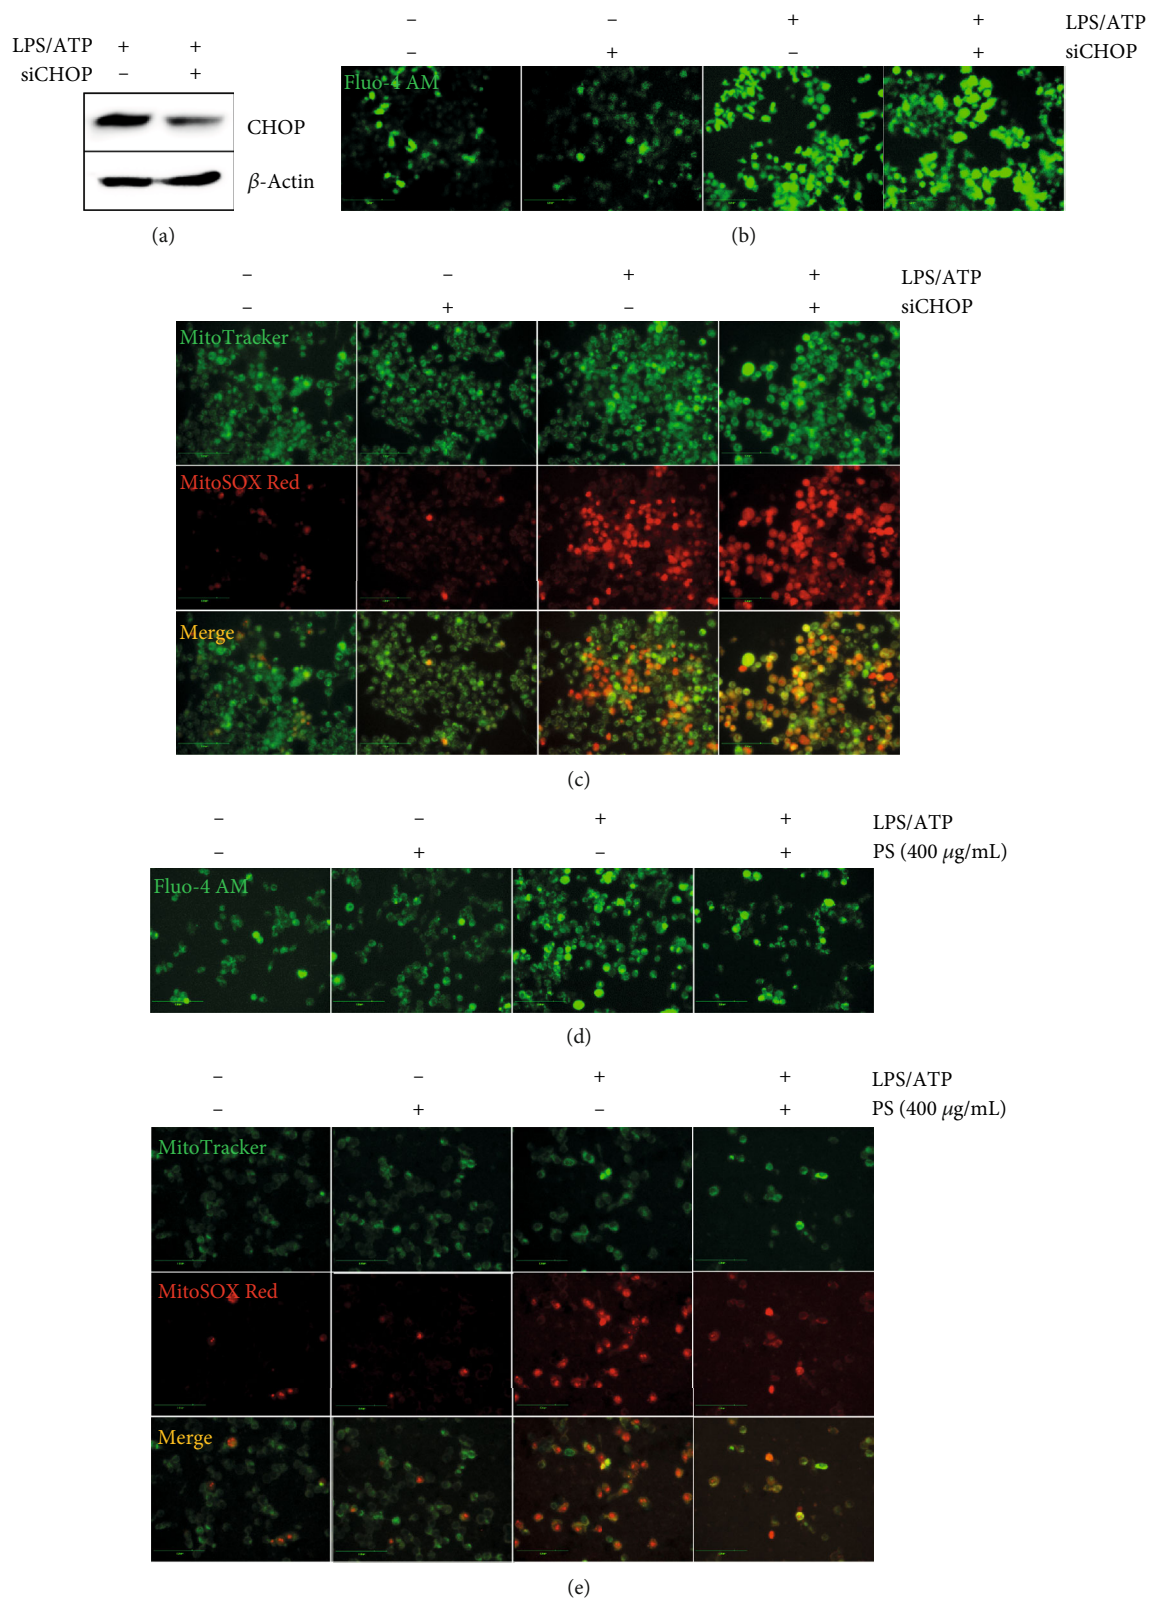 LPS/ATP + +
siCHOP – +
CHOP
β-Actin
(a)
– – + + LPS/ATP
– + – + siCHOP
Fluo-4 AM
(b)
– – + + LPS/ATP
– + – + siCHOP
MitoTracker
MitoSOX Red
Merge
(c)
– – + + LPS/ATP
– + – + PS (400 μg/mL)
Fluo-4 AM
(d)
– – + + LPS/ATP
– + – + PS (400 μg/mL)
MitoTracker
MitoSOX Red
Merge
(e)